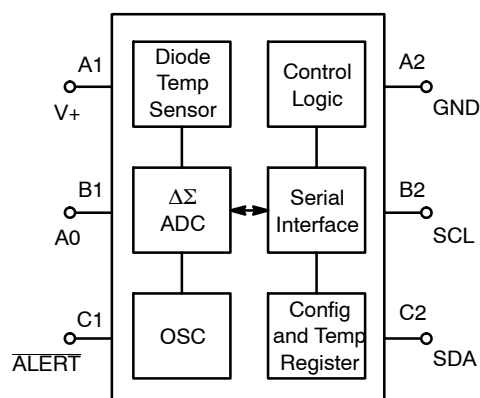 A1
V+
Diode
Temp
Sensor
Control
Logic
A2
GND
B1
A0
ΔΣ
ADC
Serial
Interface
B2
SCL
C1
ALERT
OSC
Config
and Temp
Register
C2
SDA